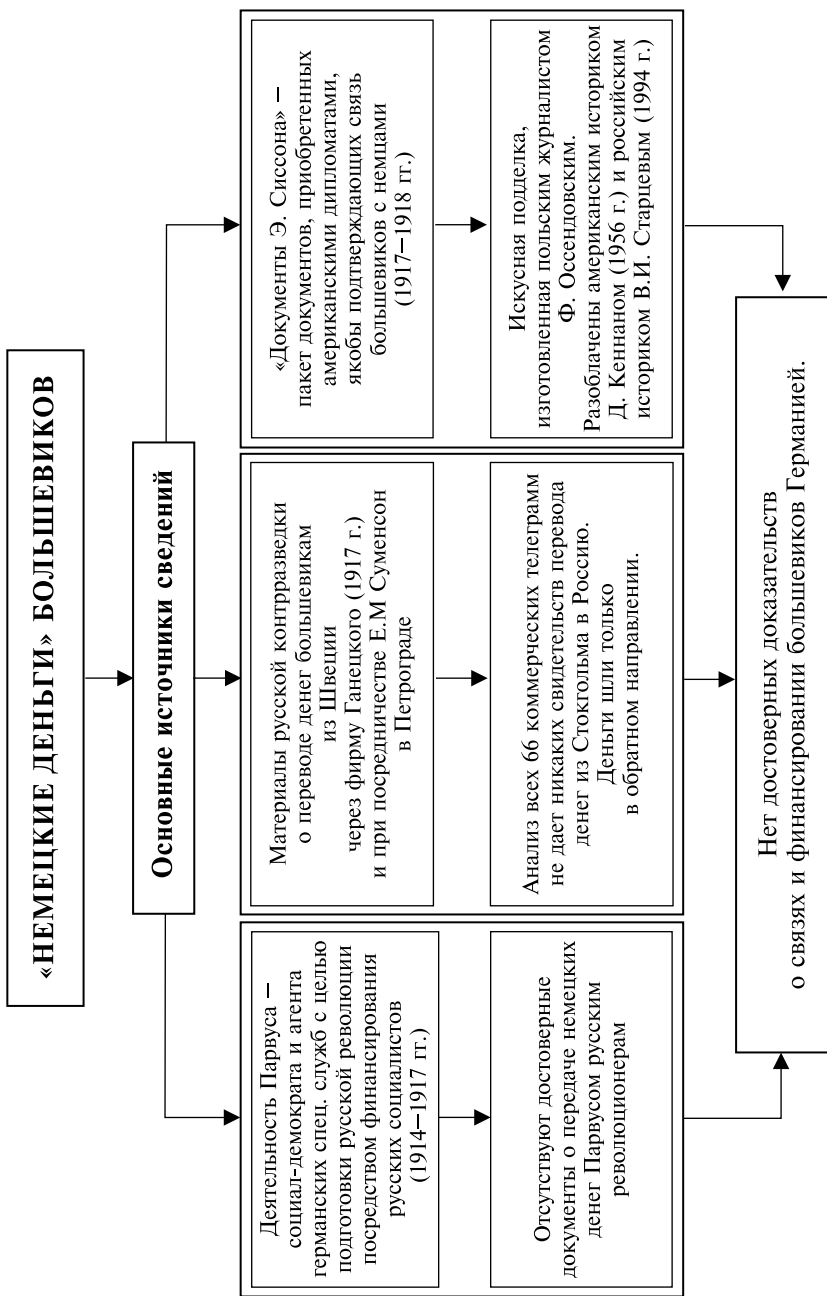 «НЕМЕЦКИЕ ДЕНЬГИ» БОЛЬШЕВИКОВ
Основные источники сведений
Деятельность Парвуса –
социал-демократа и агента
германских спец. служб с целью
подготовки русской революции
посредством финансирования
русских социалистов
(1914–1917 гг.)
Отсутствуют достоверные
документы о передаче немецких
денег Парвусом русским
революционерам
Материалы русской контрразведки
о переводе денег большевикам
из Швеции
через фирму Ганецкого (1917 г.)
и при посредничестве Е.М Суменсон
в Петрограде
Анализ всех 66 коммерческих телеграмм
не дает никаких свидетельств перевода
денег из Стокгольма в Россию.
Деньги шли только
в обратном направлении.
«Документы Э. Сиссона» –
пакет документов, приобретенных
американскими дипломатами,
якобы подтверждающих связь
большевиков с немцами
(1917–1918 гг.)
Искусная подделка,
изготовленная польским журналистом
Ф. Оссендовским.
Разоблачены американским историком
Д. Кеннаном (1956 г.) и российским
историком В.И. Старцевым (1994 г.)
Нет достоверных доказательств
о связях и финансировании большевиков Германией.